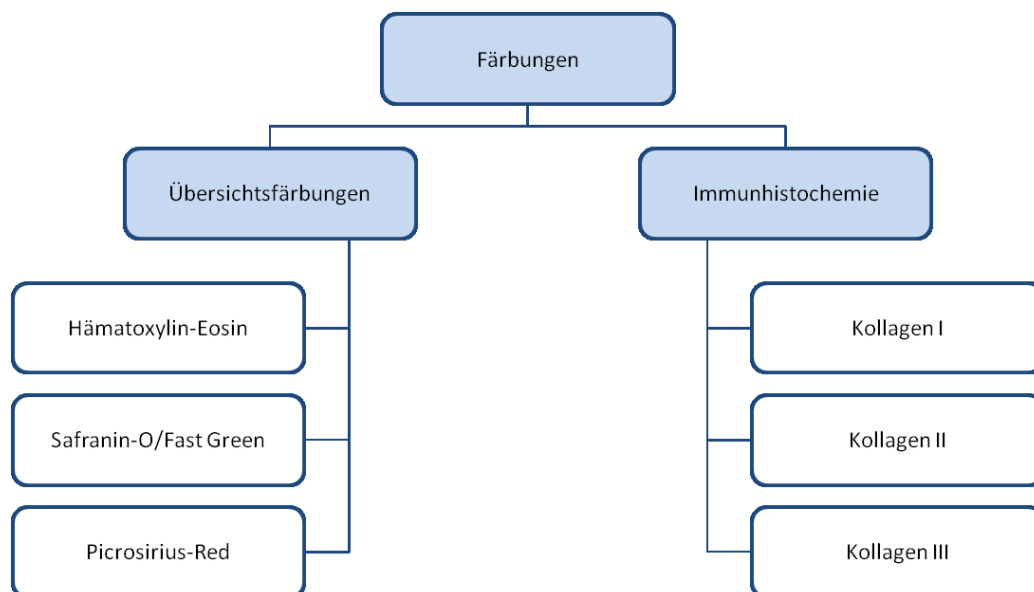 Färbungen
Übersichtsfärbungen
Immunhistochemie
Hämatoxylin-Eosin
Kollagen I
Safranin-O/Fast Green
Kollagen II
Picrosirius-Red
Kollagen III